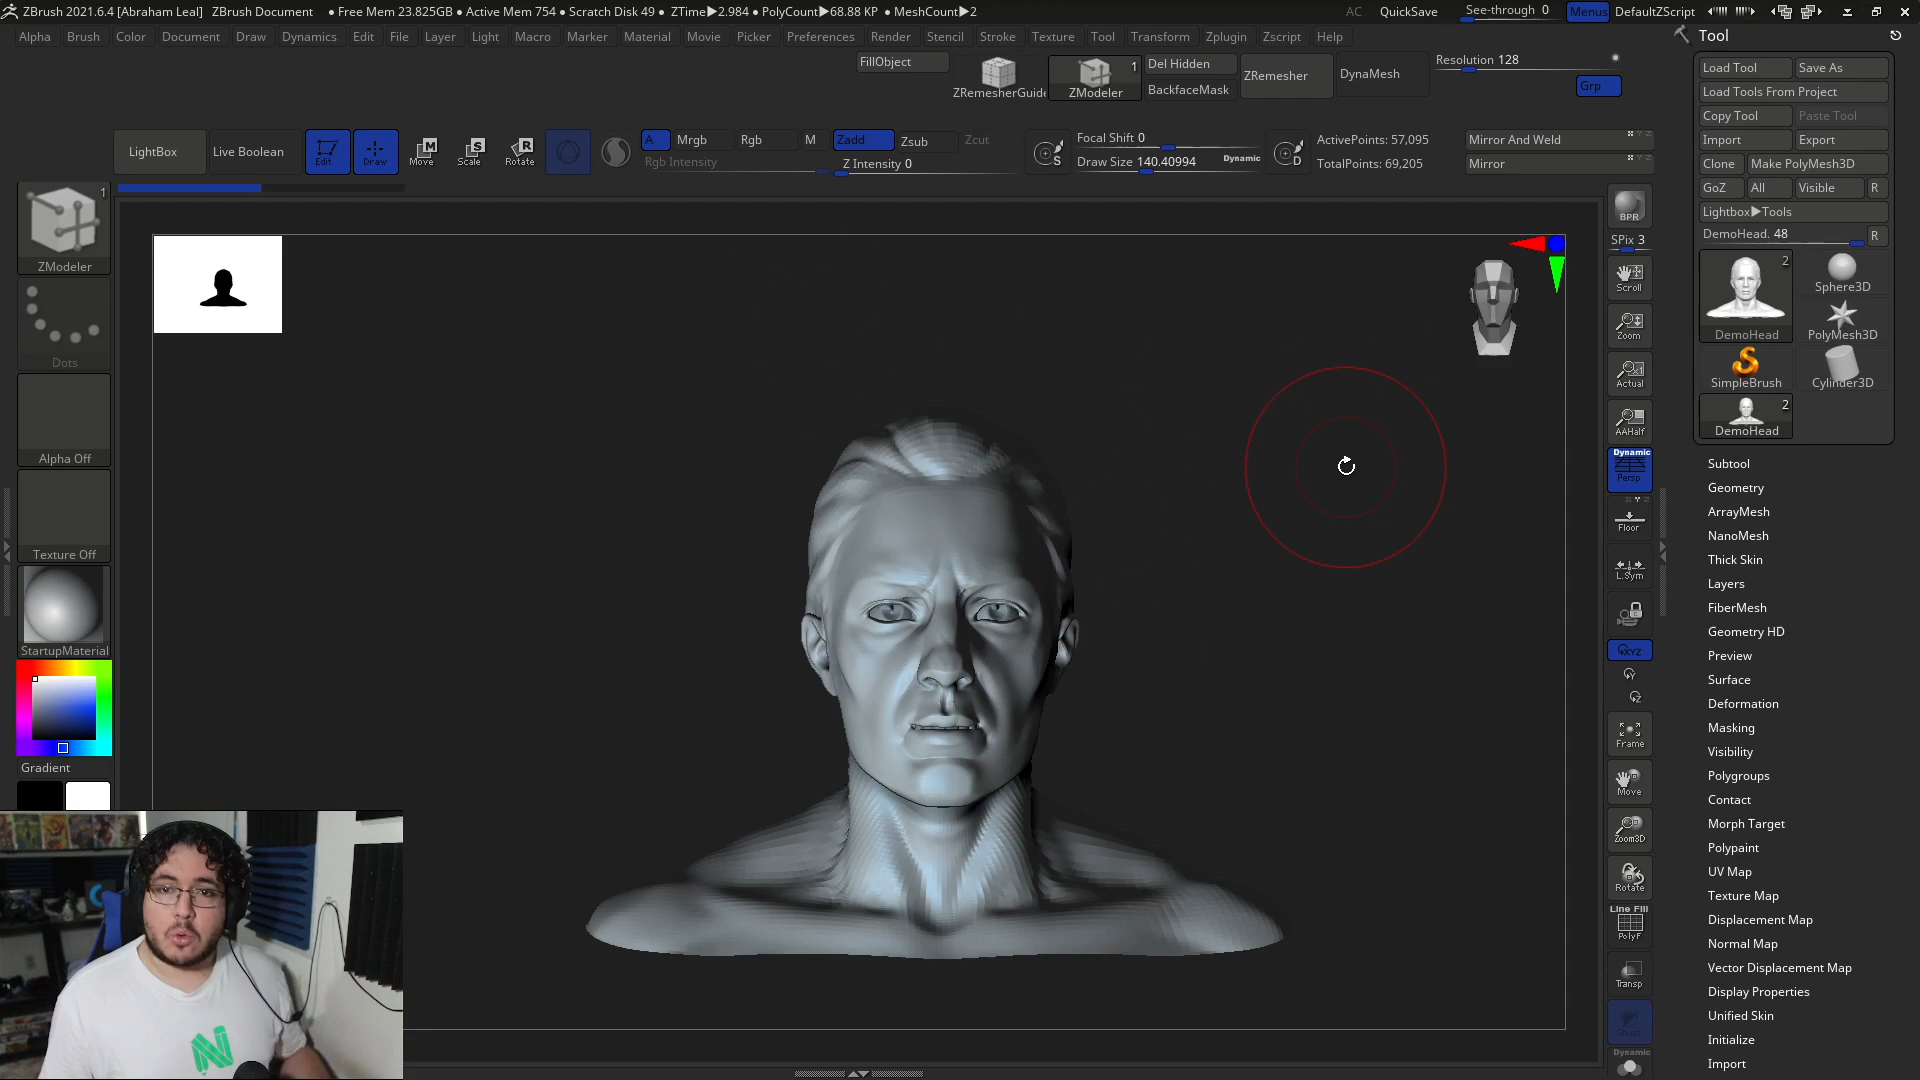 ZBrush 2021.6.4 [Abraham Leal] ZBrush Document ● Free Mem 23.825GB ● Active Mem 754 ● Scratch Disk 49 ● ZTime▶2.984 ● PolyCount▶68.88 KP ● MeshCount▶2 AC QuickSave See-through 0 Menus DefaultZScript
Alpha Brush Color Document Draw Dynamics Edit File Layer Light Macro Marker Material Movie Picker Preferences Render Stencil Stroke Texture Tool Transform Zplugin Zscript Help
FillObject
ZRemesherGuide
1
ZModeler
Del Hidden
BackfaceMask
ZRemesher
DynaMesh
Resolution 128
Grp
LightBox
Live Boolean
Edit
Draw
M
Move
S
Scale
R
Rotate
A Mrgb Rgb M
Rgb Intensity
Zadd Zsub Zcut
Z Intensity 0
S
Focal Shift 0
Draw Size 140.40994 Dynamic
D
ActivePoints: 57,095
TotalPoints: 69,205
Mirror And Weld
Mirror
1
ZModeler
Dots
Alpha Off
Texture Off
StartupMaterial
Gradient
BPR
SPix 3
Scroll
Zoom
Actual
AAHalf
Dynamic
Persp
Floor
L.Sym
XYZ
Frame
Move
Zoom3D
Rotate
Line Fill
PolyF
Transp
Dynamic
Tool
Load Tool Save As
Load Tools From Project
Copy Tool Paste Tool
Import Export
Clone Make PolyMesh3D
GoZ All Visible R
Lightbox▶Tools
DemoHead. 48 R
2
DemoHead
Sphere3D
PolyMesh3D
SimpleBrush
Cylinder3D
2
DemoHead
Subtool
Geometry
ArrayMesh
NanoMesh
Thick Skin
Layers
FiberMesh
Geometry HD
Preview
Surface
Deformation
Masking
Visibility
Polygroups
Contact
Morph Target
Polypaint
UV Map
Texture Map
Displacement Map
Normal Map
Vector Displacement Map
Display Properties
Unified Skin
Initialize
Import